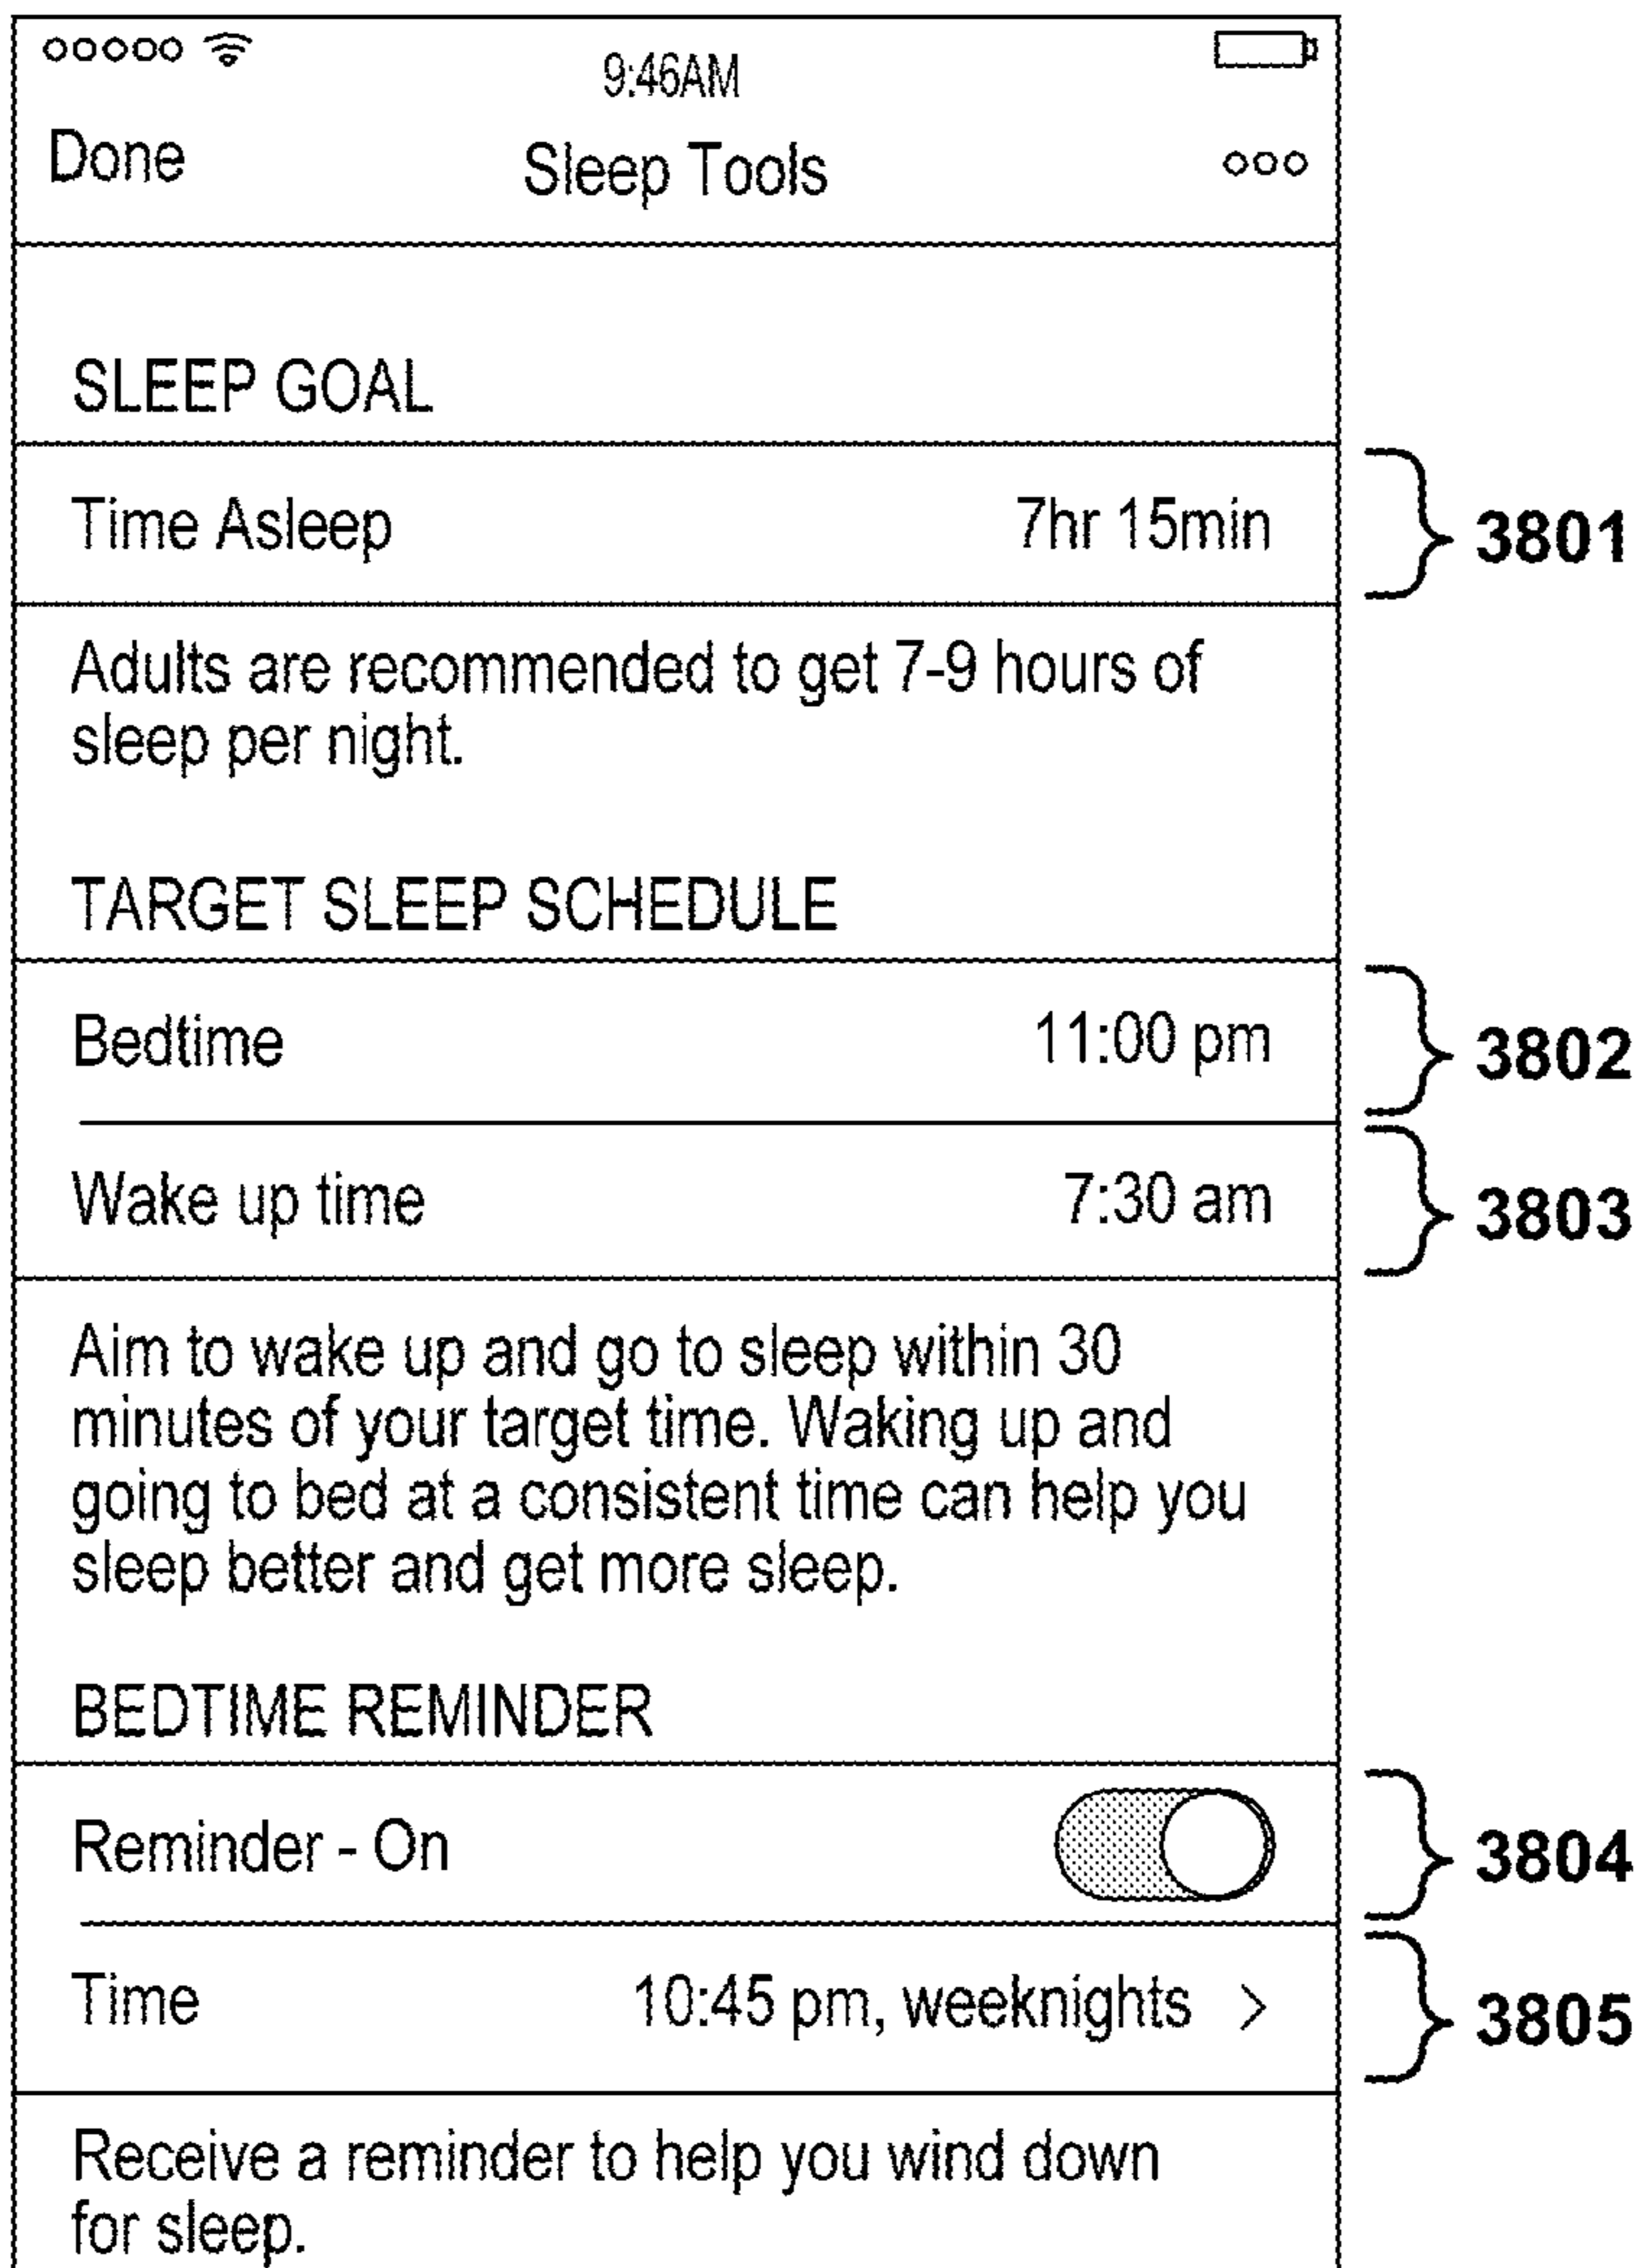 9:46AM
Done Sleep Tools
SLEEP GOAL
Time Asleep 7hr 15min 3801
Adults are recommended to get 7-9 hours of
sleep per night.
TARGET SLEEP SCHEDULE
Bedtime 11:00 pm 3802
Wake up time 7:30 am 3803
Aim to wake up and go to sleep within 30
minutes of your target time. Waking up and
going to bed at a consistent time can help you
sleep better and get more sleep.
BEDTIME REMINDER
Reminder - On 3804
Time 10:45 pm, weeknights > 3805
Receive a reminder to help you wind down
for sleep.